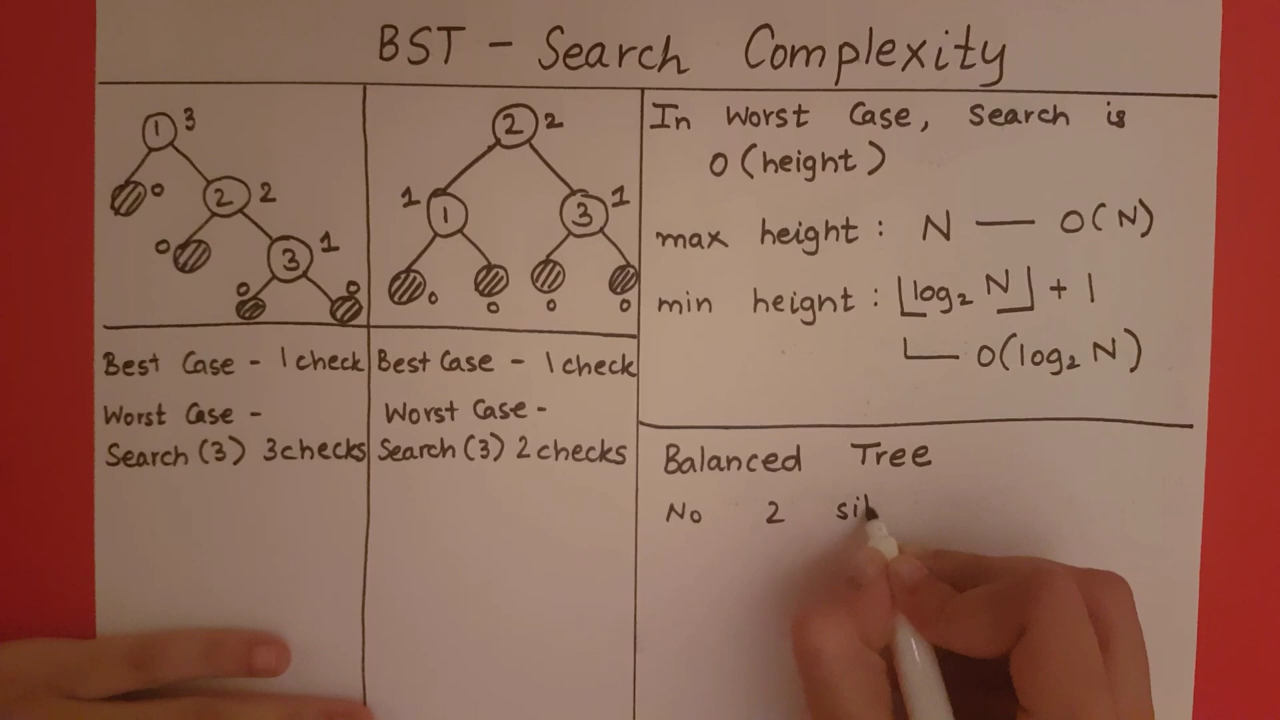 BST - Search Complexity
1 3
0 2 2
0 3 1
0 0
2 2
1 1 3 1
0 0 0 0
Best Case - 1 check
Worst Case -
Search (3) 3 checks
Best Case - 1 check
Worst Case -
Search (3) 2 checks
In Worst Case, Search is
O (height)
max height : N — O(N)
min height : ⌊log₂ N⌋ + 1
O(log₂ N)
Balanced Tree
No 2 sib